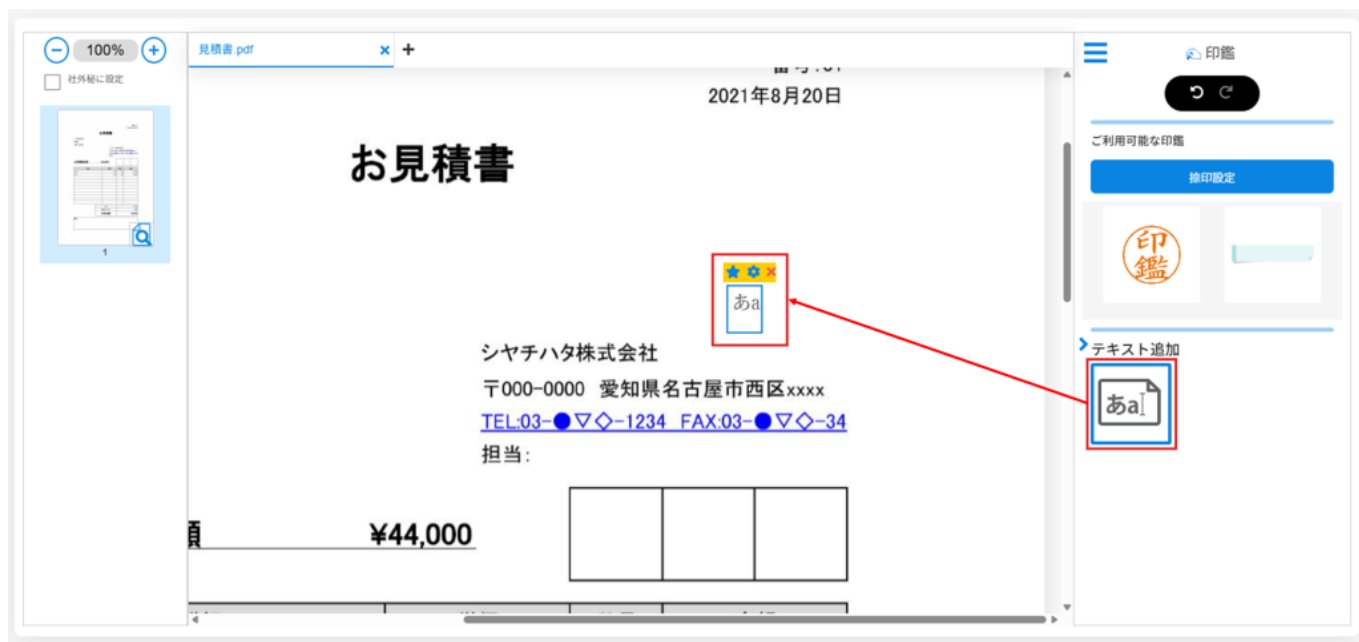 100%
社外秘に設定
1
見積書.pdf
2021年8月20日
お見積書
あa
シヤチハタ株式会社
〒000-0000 愛知県名古屋市西区xxxx
TEL:03-●▽◇-1234 FAX:03-●▽◇-34
担当:
¥44,000
印鑑
ご利用可能な印鑑
捺印設定
印鑑
テキスト追加
あa